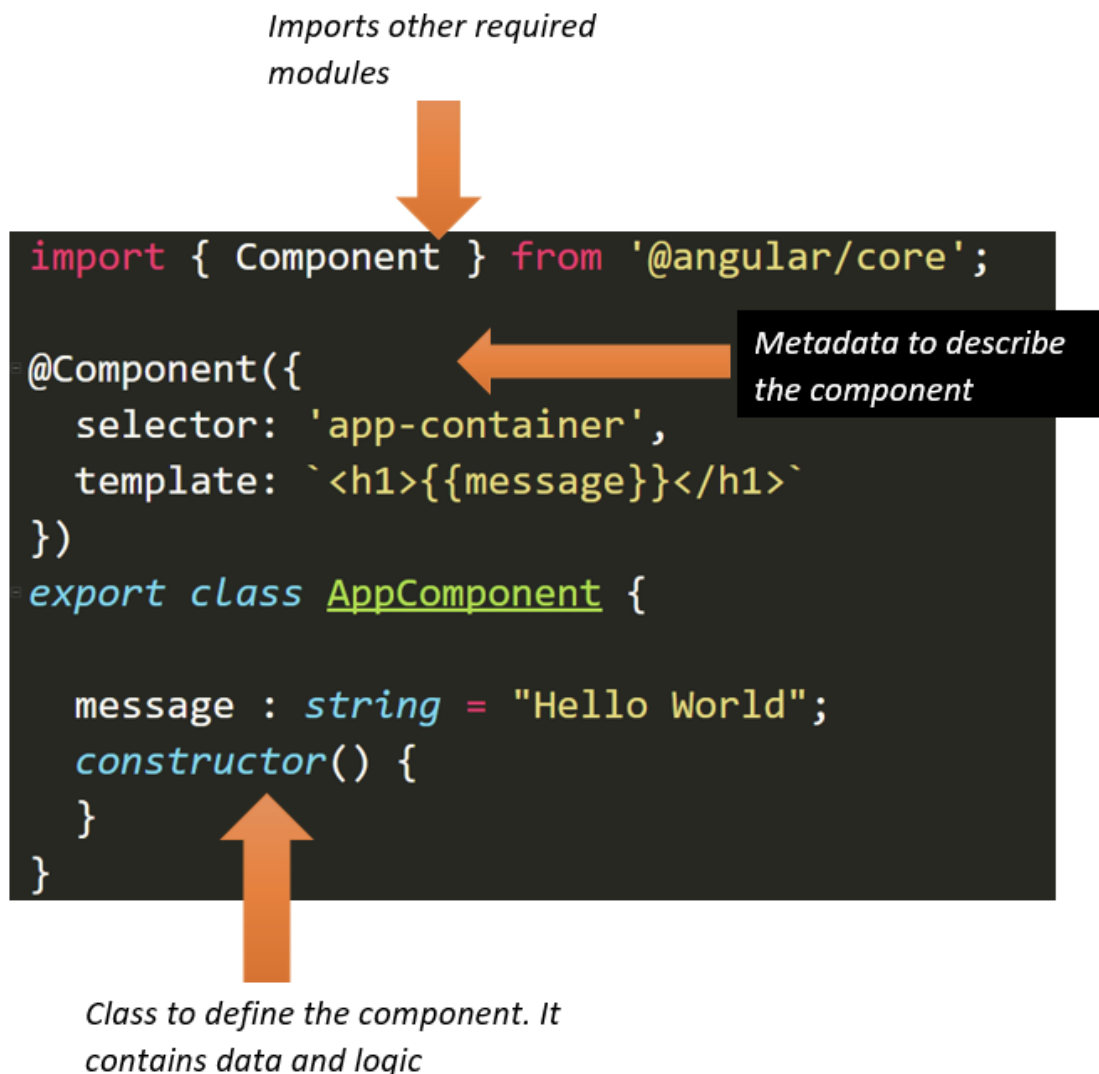 Imports other required
modules
import { Component } from '@angular/core';
@Component({
Metadata to describe
the component
selector: 'app-container',
template: `<h1>{{message}}</h1>`
})
export class AppComponent {
message : string = "Hello World";
constructor() {
}
}
Class to define the component. It
contains data and logic